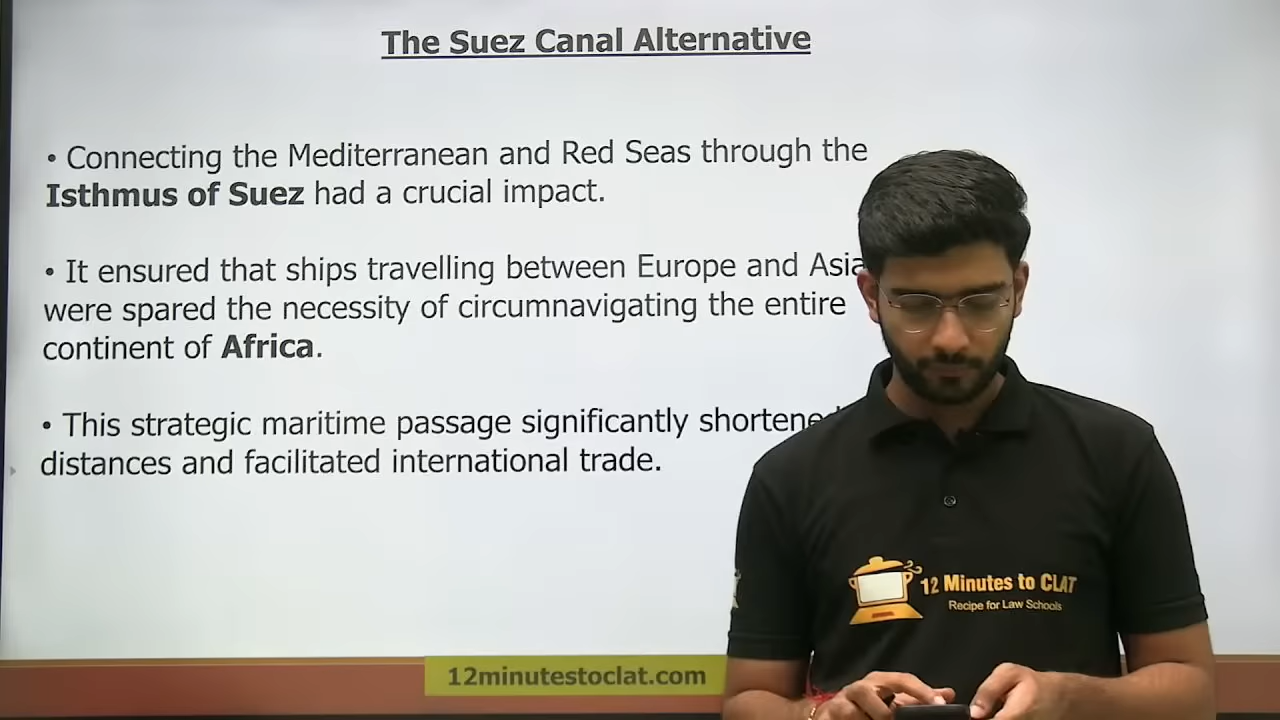 The Suez Canal Alternative
• Connecting the Mediterranean and Red Seas through the
Isthmus of Suez had a crucial impact.
• It ensured that ships travelling between Europe and Asia
were spared the necessity of circumnavigating the entire
continent of Africa.
• This strategic maritime passage significantly shortened
distances and facilitated international trade.
12 Minutes to CLAT
Recipe for Law Schools
12minutestoclat.com